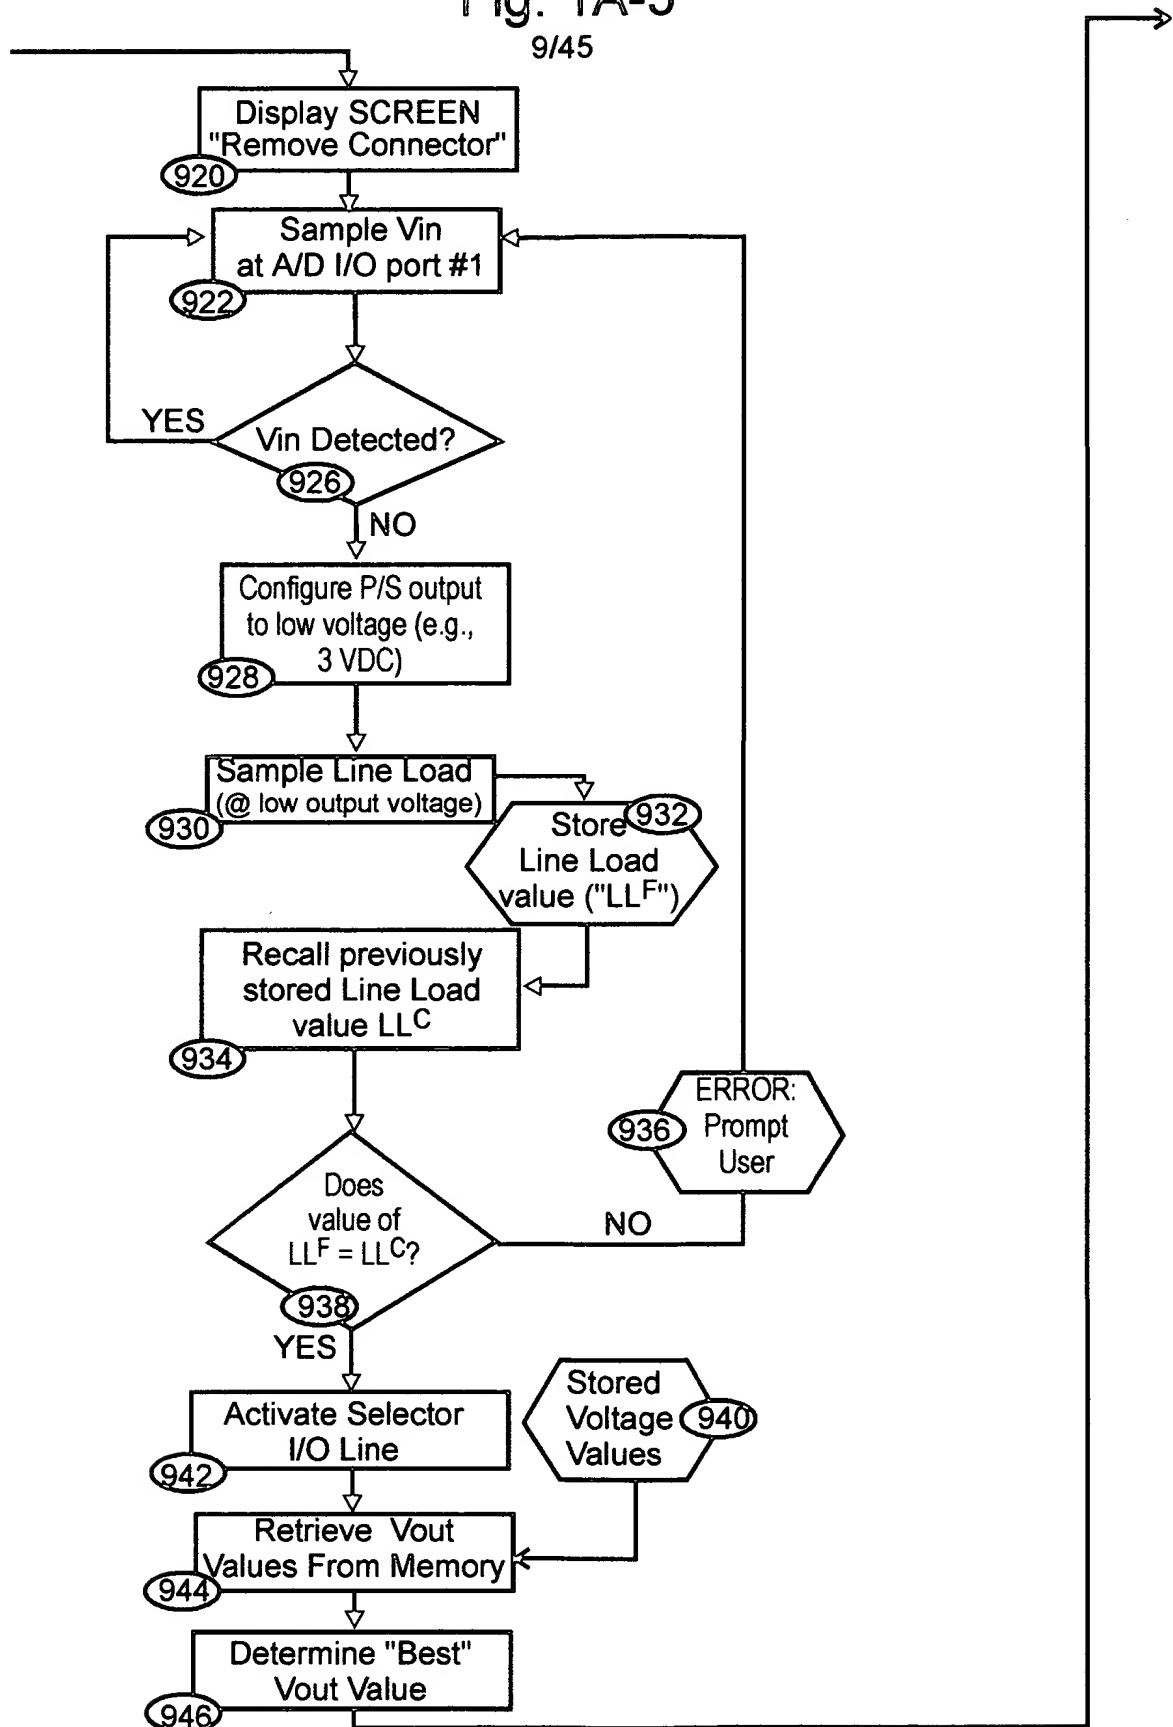 Fig. 1A-5
9/45
Display SCREEN
"Remove Connector"
920
Sample Vin
at A/D I/O port #1
922
YES
Vin Detected?
926
NO
Configure P/S output
to low voltage (e.g.,
3 VDC)
928
Sample Line Load
(@ low output voltage)
930
932
Store
Line Load
value ("LLF")
Recall previously
stored Line Load
value LLC
934
ERROR:
Prompt
User
936
Does
value of
LLF = LLC?
938
NO
YES
Activate Selector
I/O Line
942
Stored
Voltage
Values
940
Retrieve Vout
Values From Memory
944
Determine "Best"
Vout Value
946